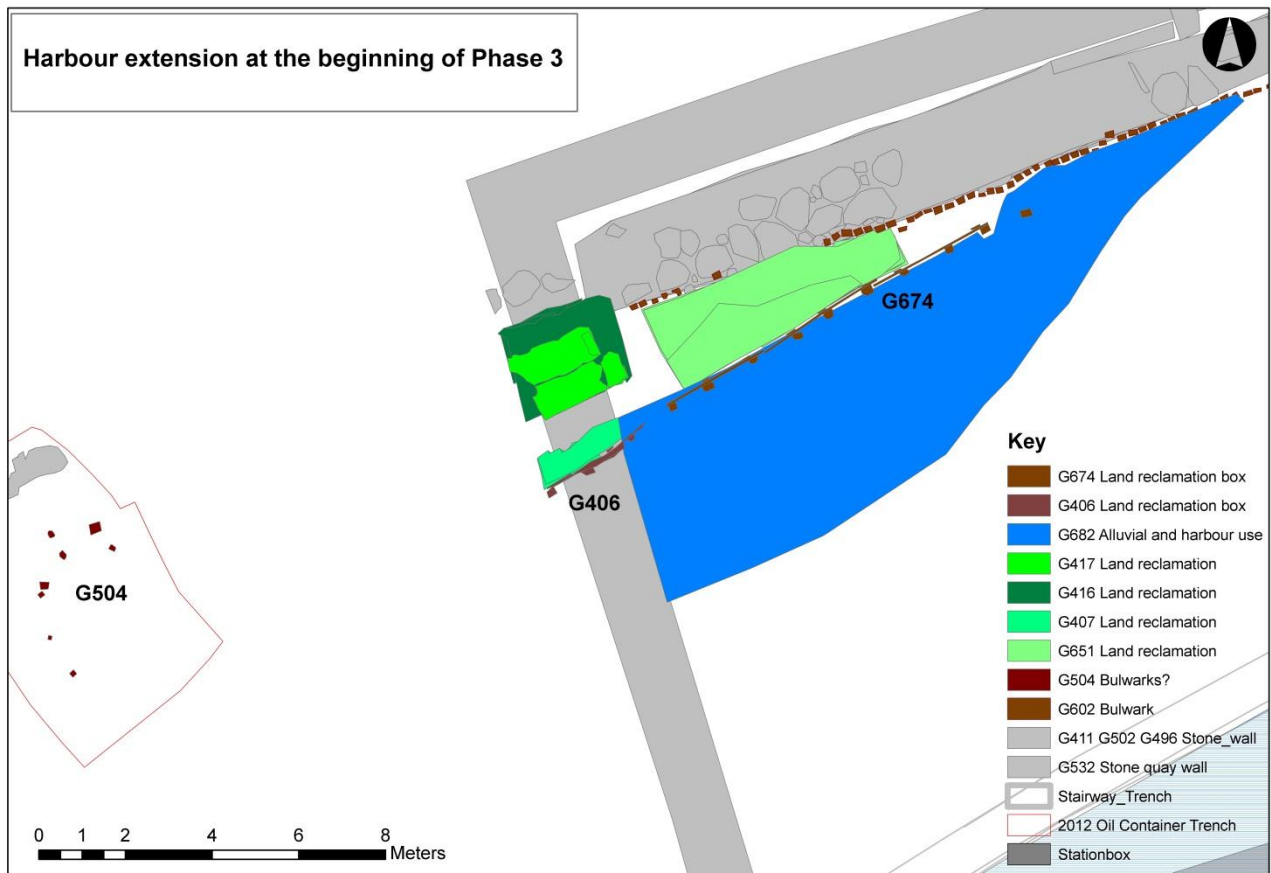 Harbour extension at the beginning of Phase 3
G674
G406
G504
Key
G674 Land reclamation box
G406 Land reclamation box
G682 Alluvial and harbour use
G417 Land reclamation
G416 Land reclamation
G407 Land reclamation
G651 Land reclamation
G504 Bulwarks?
G602 Bulwark
G411 G502 G496 Stone_wall
G532 Stone quay wall
Stairway_Trench
2012 Oil Container Trench
Stationbox
0 1 2 4 6 8
Meters